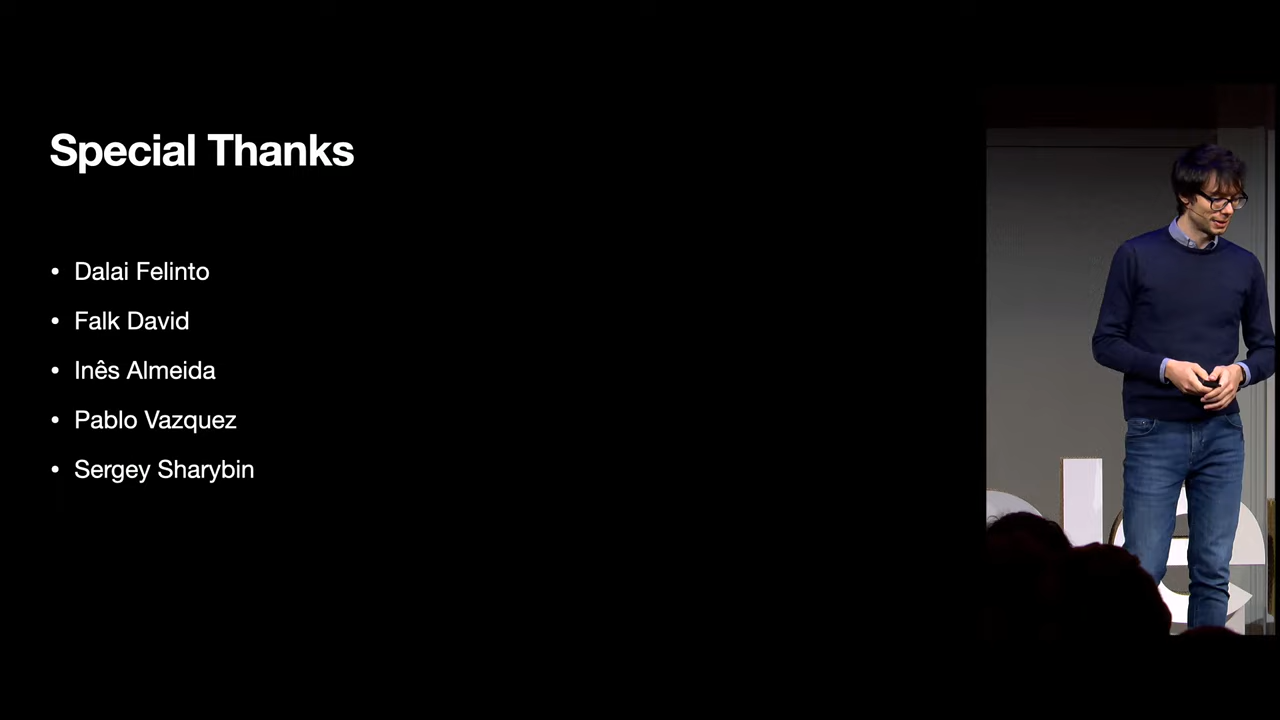 Special Thanks
• Dalai Felinto
• Falk David
• Inês Almeida
• Pablo Vazquez
• Sergey Sharybin